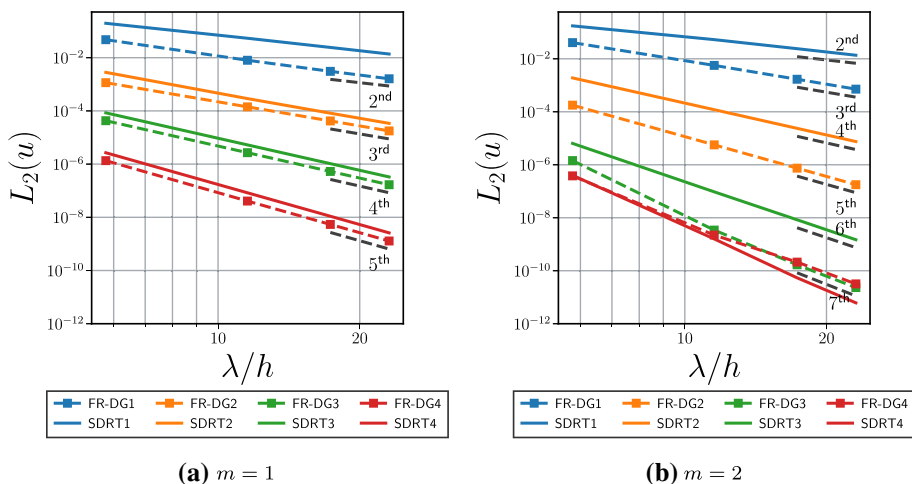 10⁻²
10⁻⁴
10⁻⁶
10⁻⁸
10⁻¹⁰
10⁻¹²
L₂(u)
2ⁿᵈ
3ʳᵈ
4ᵗʰ
5ᵗʰ
10
20
λ/h
FR-DG1 FR-DG2 FR-DG3 FR-DG4
SDRT1 SDRT2 SDRT3 SDRT4
(a) m = 1
10⁻²
10⁻⁴
10⁻⁶
10⁻⁸
10⁻¹⁰
10⁻¹²
L₂(u)
2ⁿᵈ
3ʳᵈ
4ᵗʰ
5ᵗʰ
6ᵗʰ
7ᵗʰ
10
20
λ/h
FR-DG1 FR-DG2 FR-DG3 FR-DG4
SDRT1 SDRT2 SDRT3 SDRT4
(b) m = 2